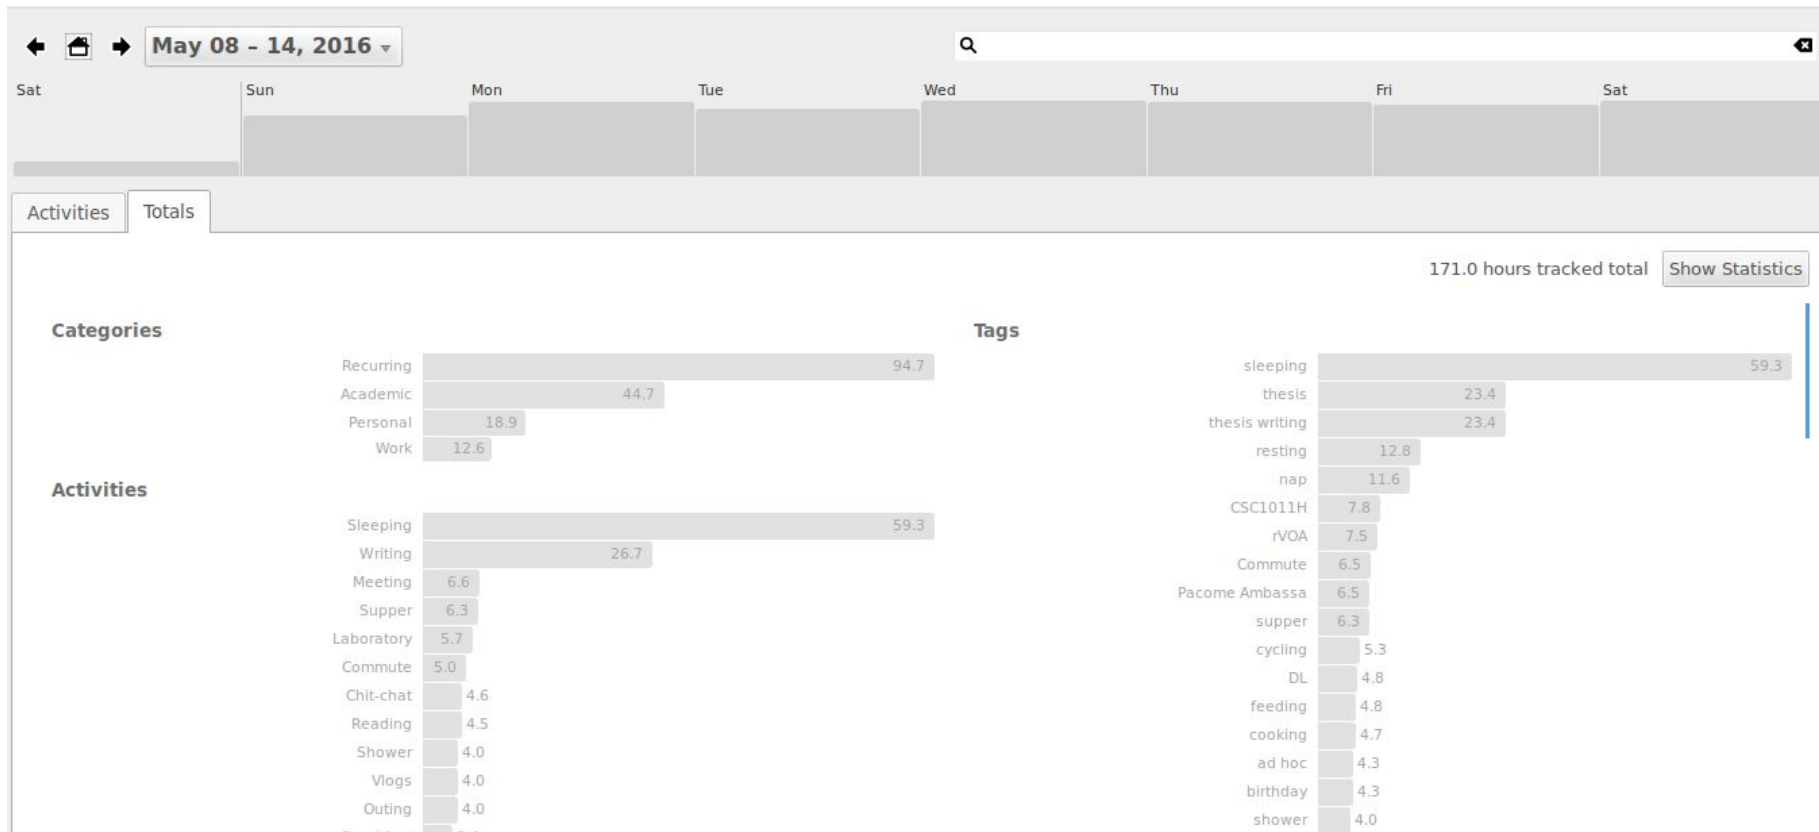 May 08 – 14, 2016
Sat Sun Mon Tue Wed Thu Fri Sat
Activities Totals
171.0 hours tracked total Show Statistics
Categories
Recurring 94.7
Academic 44.7
Personal 18.9
Work 12.6
Activities
Sleeping 59.3
Writing 26.7
Meeting 6.6
Supper 6.3
Laboratory 5.7
Commute 5.0
Chit-chat 4.6
Reading 4.5
Shower 4.0
Vlogs 4.0
Outing 4.0
Tags
sleeping 59.3
thesis 23.4
thesis writing 23.4
resting 12.8
nap 11.6
CSC1011H 7.8
rVOA 7.5
Commute 6.5
Pacome Ambassa 6.5
supper 6.3
cycling 5.3
DL 4.8
feeding 4.8
cooking 4.7
ad hoc 4.3
birthday 4.3
shower 4.0